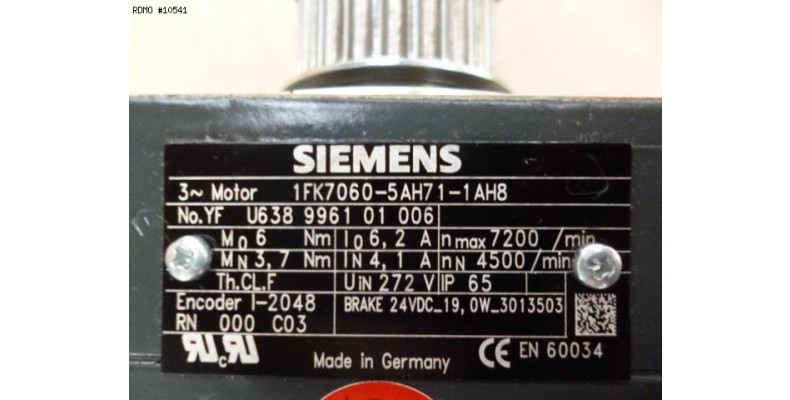 RDMO #10541
SIEMENS
3~ Motor 1FK7060-5AH71-1AH8
No.YF U638 9961 01 006
M0 6 Nm I0 6,2 A nmax 7200 /min
MN 3,7 Nm IN 4,1 A nN 4500/min
Th.CL.F UIN 272 V IP 65
Encoder I-2048 BRAKE 24VDC_19,0W_3013503
RN 000 C03
Made in Germany CE EN 60034